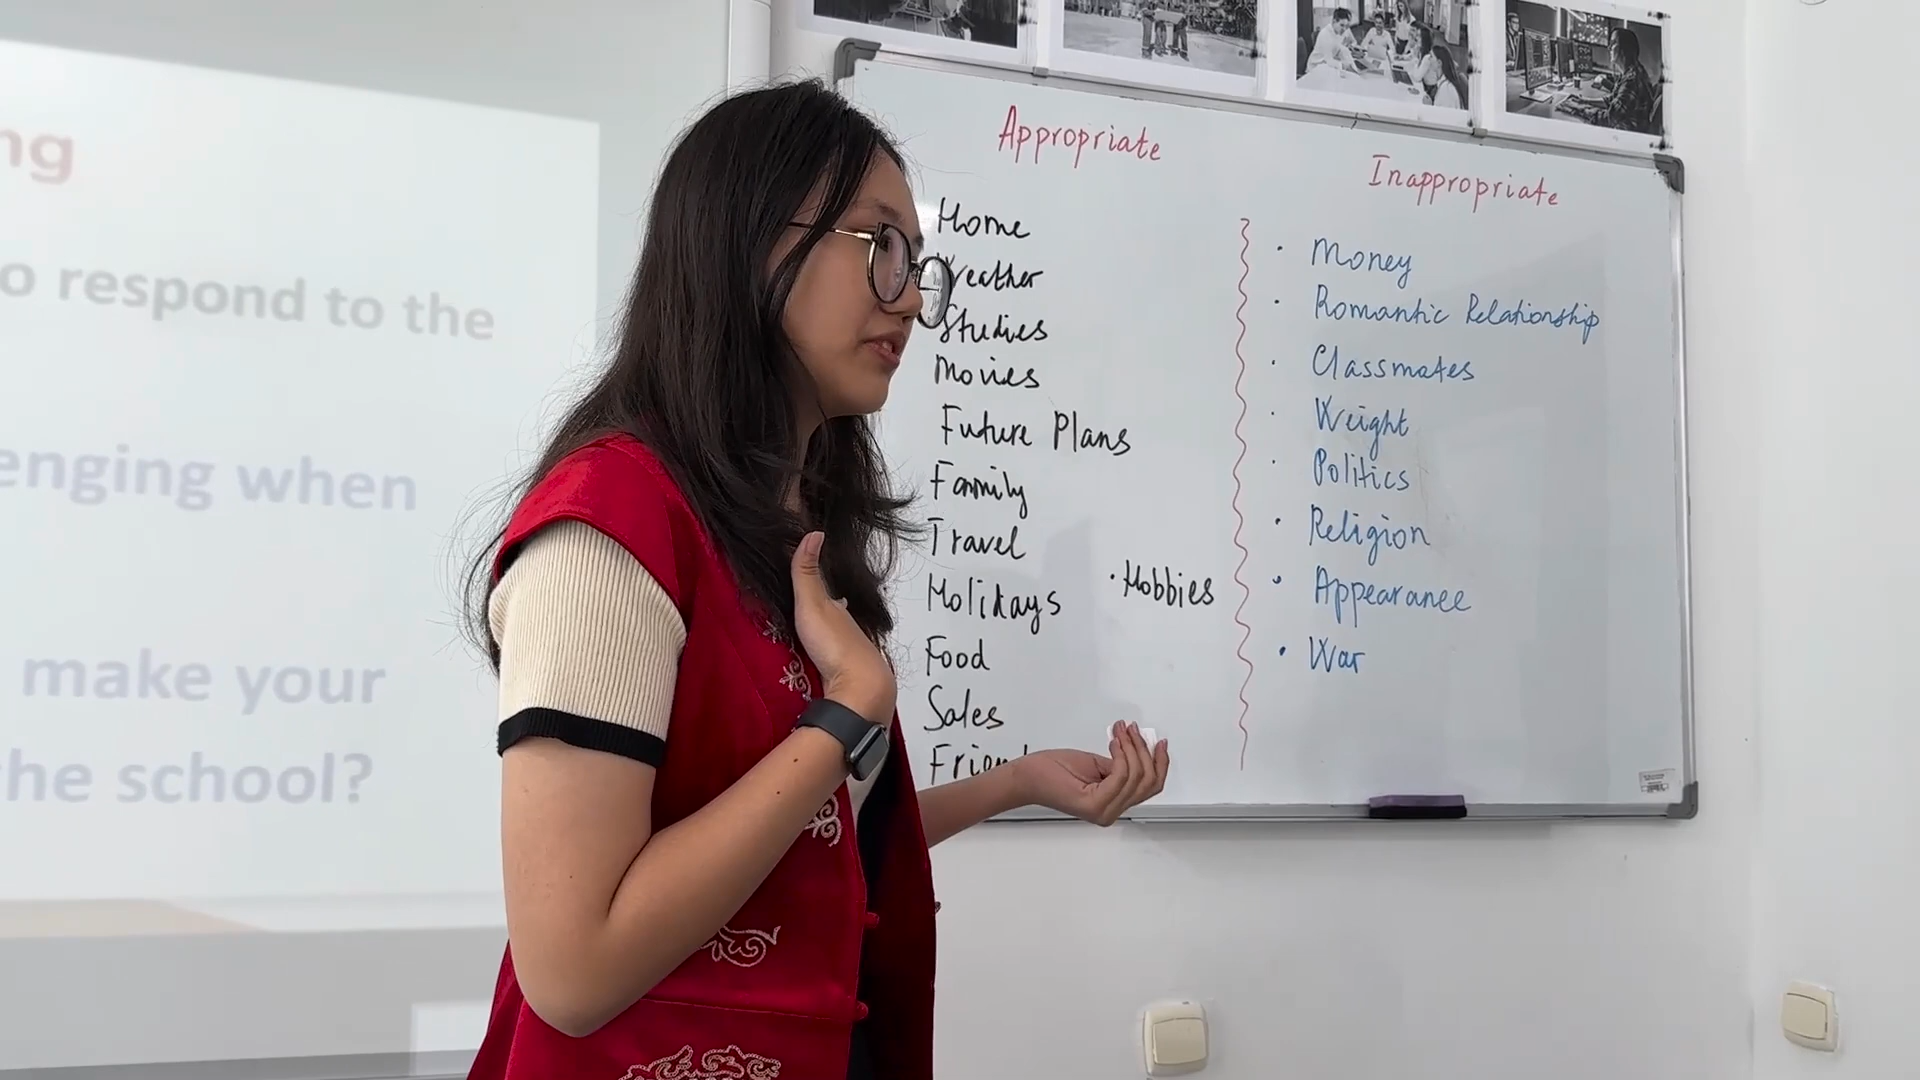 ng
o respond to the
enging when
make your
he school?
Appropriate
Home
Weather
Studies
Movies
Future Plans
Family
Travel
Holidays
· Hobbies
Food
Sales
Frien
Inappropriate
· Money
· Romantic Relationship
· Classmates
· Weight
· Politics
· Religion
· Appearance
· War